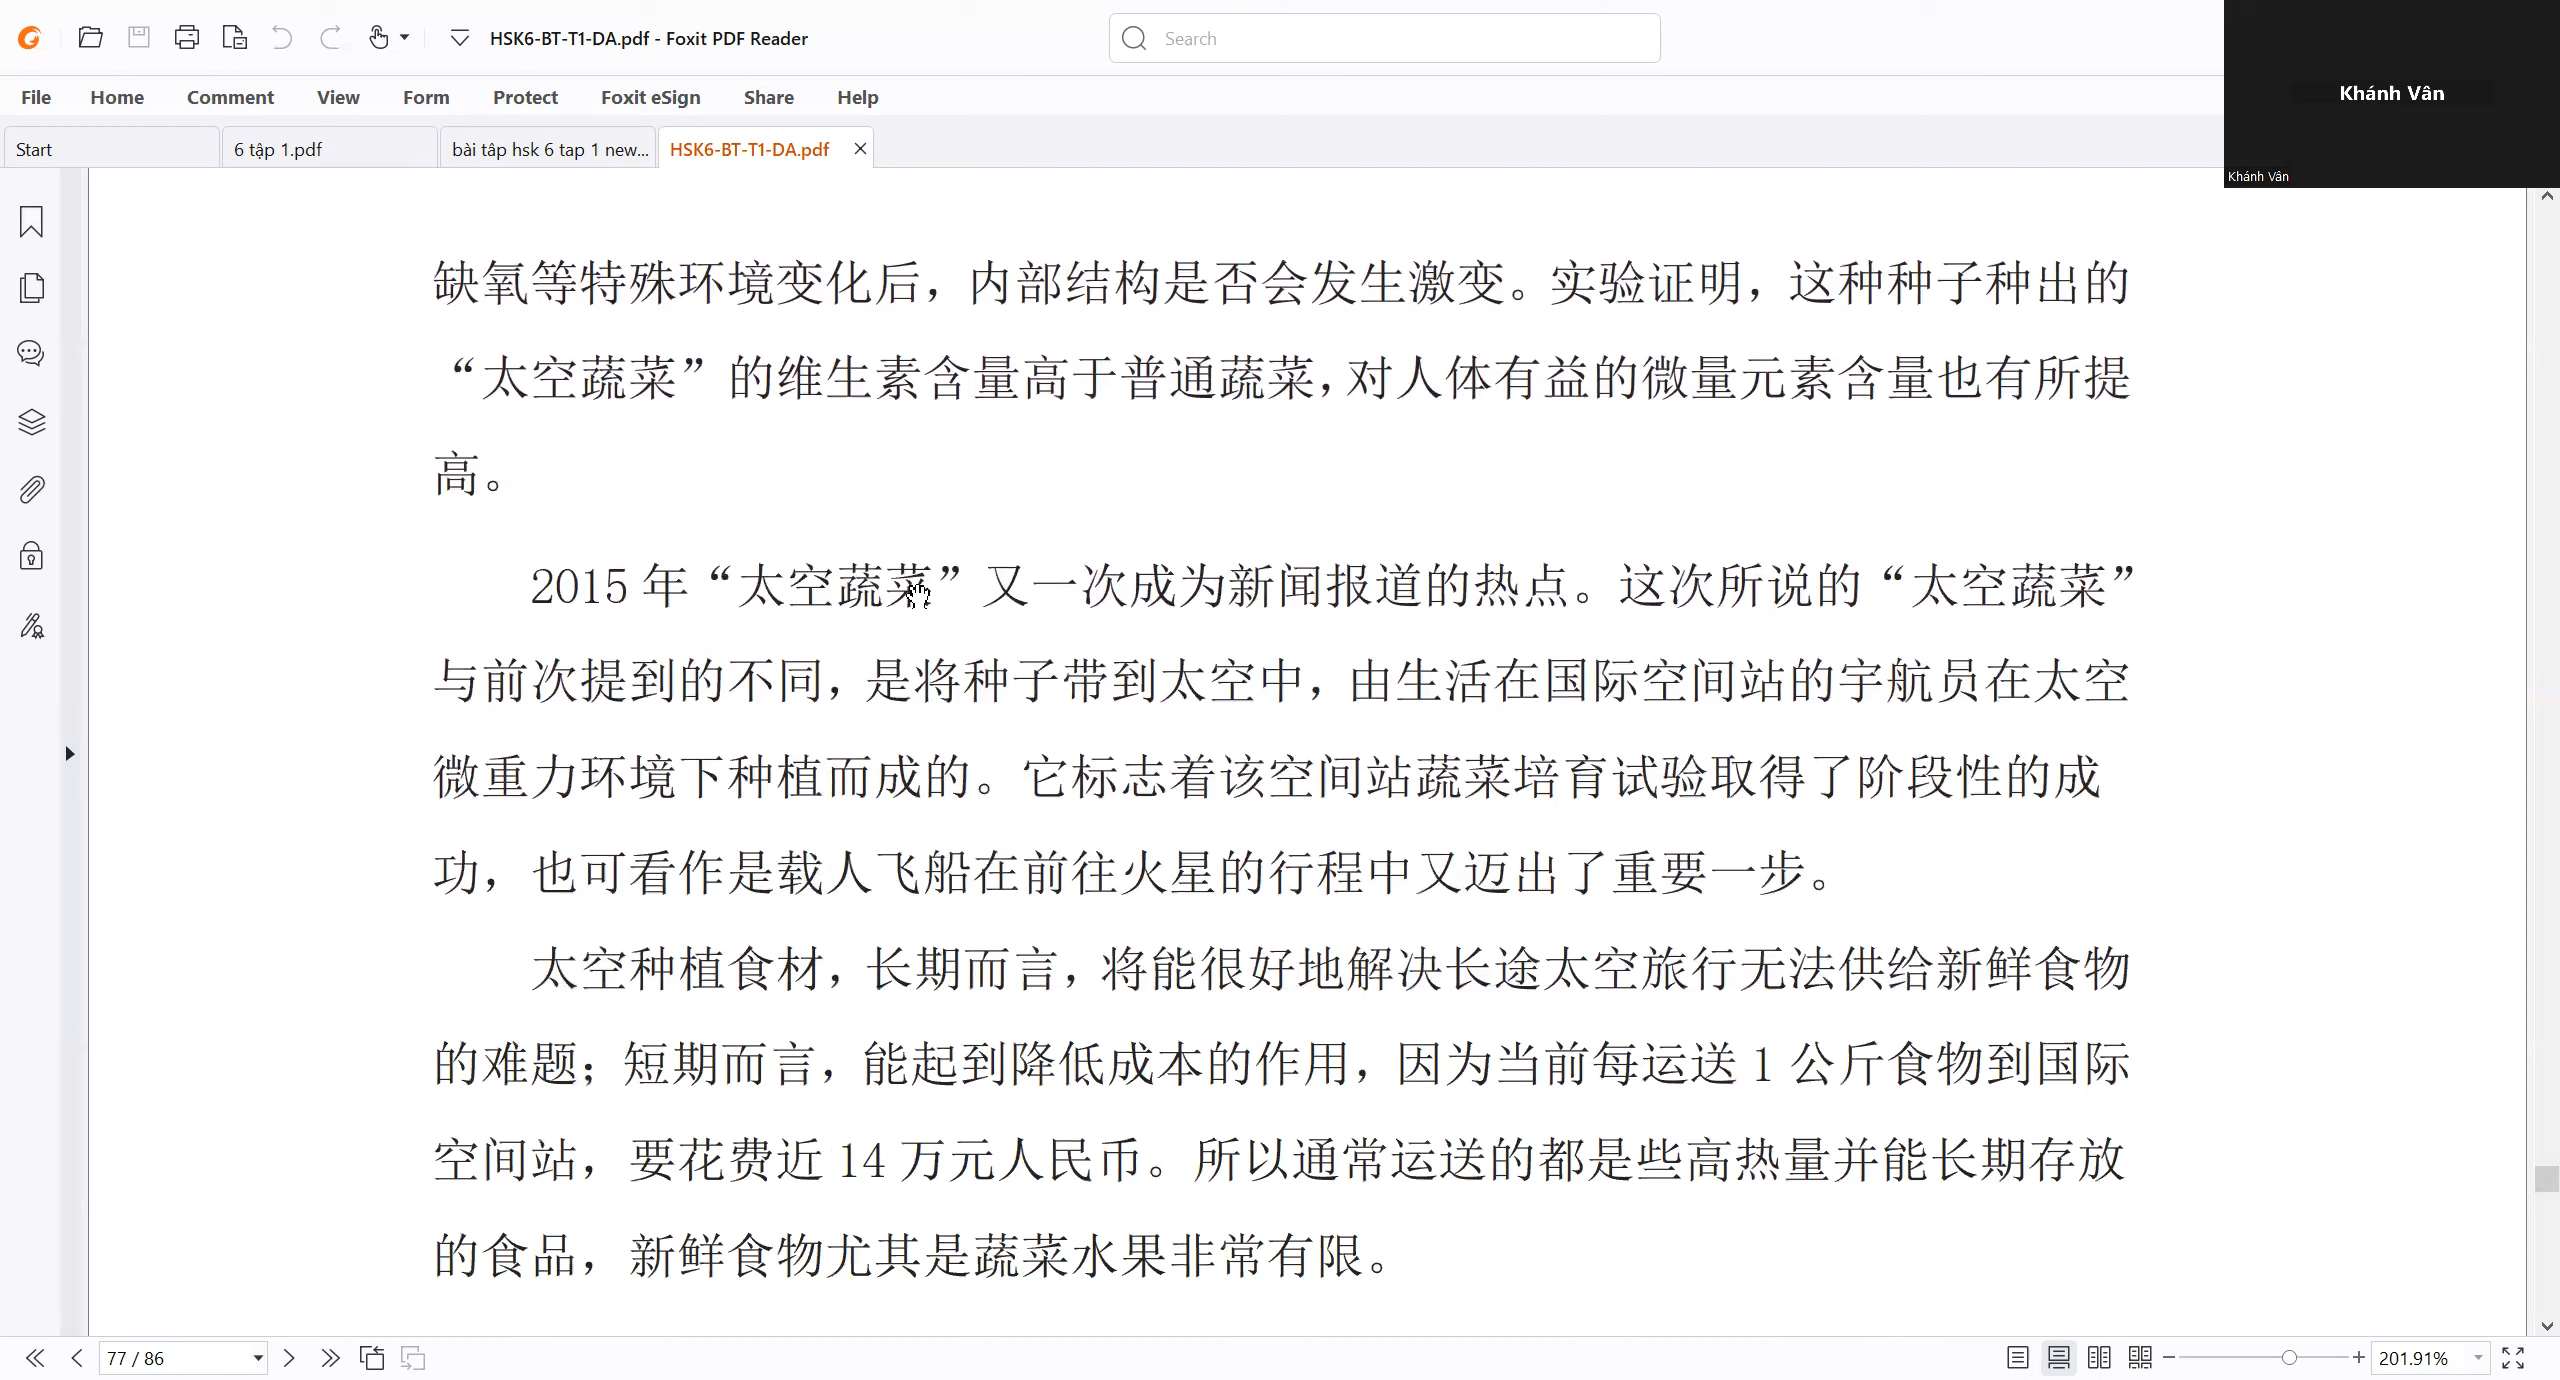 HSK6-BT-T1-DA.pdf - Foxit PDF Reader
Search
Khánh Vân
File Home Comment View Form Protect Foxit eSign Share Help
Start
6 tập 1.pdf
bài tâp hsk 6 tap 1 new...
HSK6-BT-T1-DA.pdf
Khánh Vân
缺氧等特殊环境变化后，内部结构是否会发生激变。实验证明，这种种子种出的
“太空蔬菜”的维生素含量高于普通蔬菜，对人体有益的微量元素含量也有所提
高。
2015 年“太空蔬菜”又一次成为新闻报道的热点。这次所说的“太空蔬菜”
与前次提到的不同，是将种子带到太空中，由生活在国际空间站的宇航员在太空
微重力环境下种植而成的。它标志着该空间站蔬菜培育试验取得了阶段性的成
功，也可看作是载人飞船在前往火星的行程中又迈出了重要一步。
太空种植食材，长期而言，将能很好地解决长途太空旅行无法供给新鲜食物
的难题；短期而言，能起到降低成本的作用，因为当前每运送 1 公斤食物到国际
空间站，要花费近 14 万元人民币。所以通常运送的都是些高热量并能长期存放
的食品，新鲜食物尤其是蔬菜水果非常有限。
77 / 86
201.91%